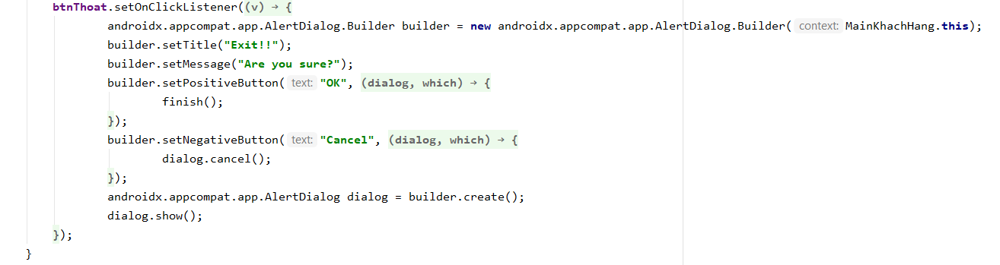 btnThoat.setOnClickListener((v) → {
androidx.appcompat.app.AlertDialog.Builder builder = new androidx.appcompat.app.AlertDialog.Builder( context: MainKhachHang.this);
builder.setTitle("Exit!!");
builder.setMessage("Are you sure?");
builder.setPositiveButton( text: "OK", (dialog, which) → {
finish();
});
builder.setNegativeButton( text: "Cancel", (dialog, which) → {
dialog.cancel();
});
androidx.appcompat.app.AlertDialog dialog = builder.create();
dialog.show();
});
}